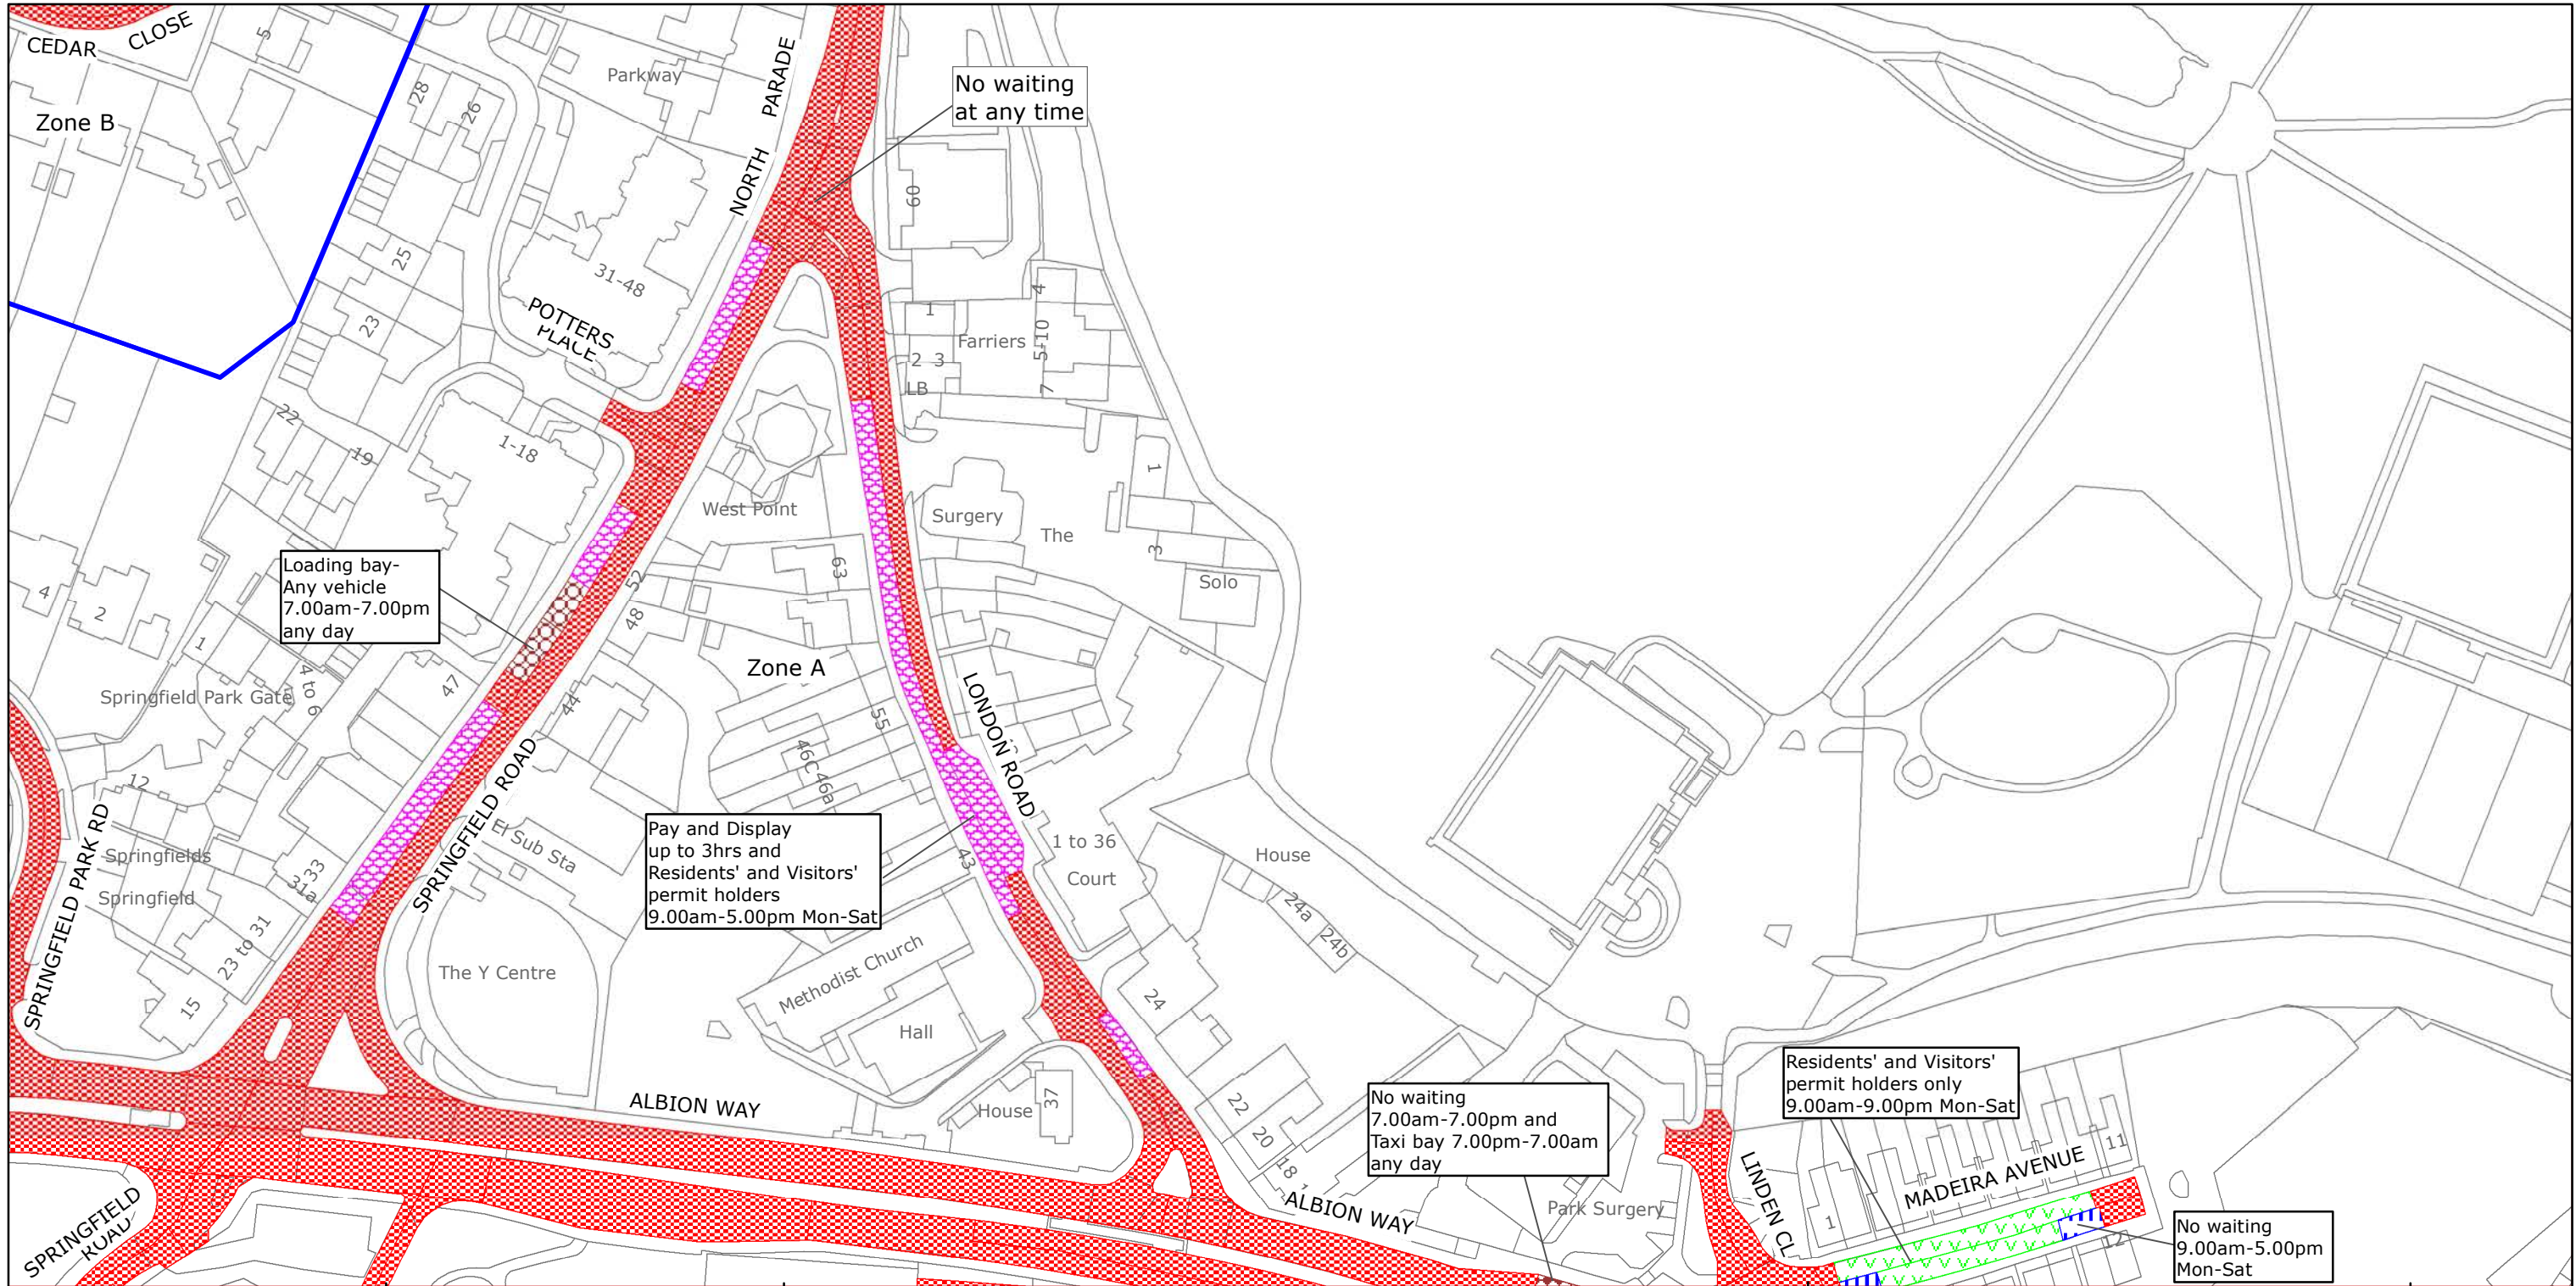 CEDAR CLOSE
5
Zone B
28
26
Parkway
NORTH PARADE
No waiting
at any time
60
25
31-48
23
POTTERS
PLACE
1
4
Farriers
5-10
2 3
LB
7
22
19
1-18
West Point
Surgery
The
1
3
Solo
63
52
48
Loading bay-
Any vehicle
7.00am-7.00pm
any day
4
2
1
4 to 6
Springfield Park Gate
47
44
Zone A
55
46C
46a
LONDON ROAD
12
SPRINGFIELD PARK RD
Springfields
Springfield
33
31a
23 to 31
15
SPRINGFIELD ROAD
El Sub Sta
Pay and Display
up to 3hrs and
Residents' and Visitors'
permit holders
9.00am-5.00pm Mon-Sat
43
1 to 36
Court
House
24a
24b
The Y Centre
Methodist Church
Hall
24
House
37
ALBION WAY
22
20
18
No waiting
7.00am-7.00pm and
Taxi bay 7.00pm-7.00am
any day
Residents' and Visitors'
permit holders only
9.00am-9.00pm Mon-Sat
11
MADEIRA AVENUE
1
LINDEN CL
Park Surgery
ALBION WAY
SPRINGFIELD
ROAD
12
No waiting
9.00am-5.00pm
Mon-Sat